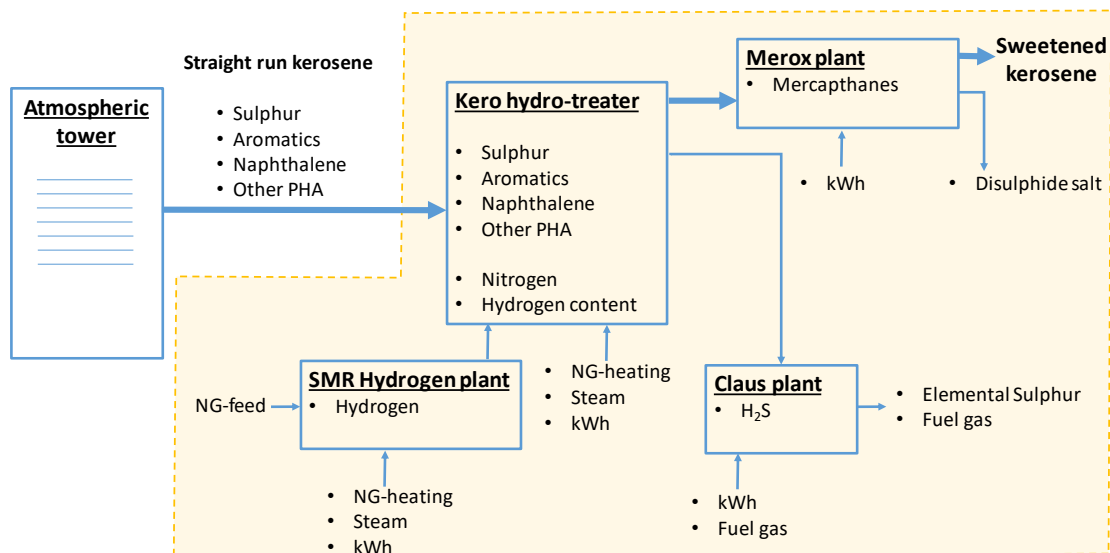 Straight run kerosene
• Sulphur
• Aromatics
• Naphthalene
• Other PHA
Atmospheric
tower
Kero hydro-treater
• Sulphur
• Aromatics
• Naphthalene
• Other PHA
• Nitrogen
• Hydrogen content
Merox plant
• Mercapthanes
Sweetened
kerosene
• kWh
• Disulphide salt
NG-feed
SMR Hydrogen plant
• Hydrogen
• NG-heating
• Steam
• kWh
• NG-heating
• Steam
• kWh
Claus plant
• H₂S
• Elemental Sulphur
• Fuel gas
• kWh
• Fuel gas